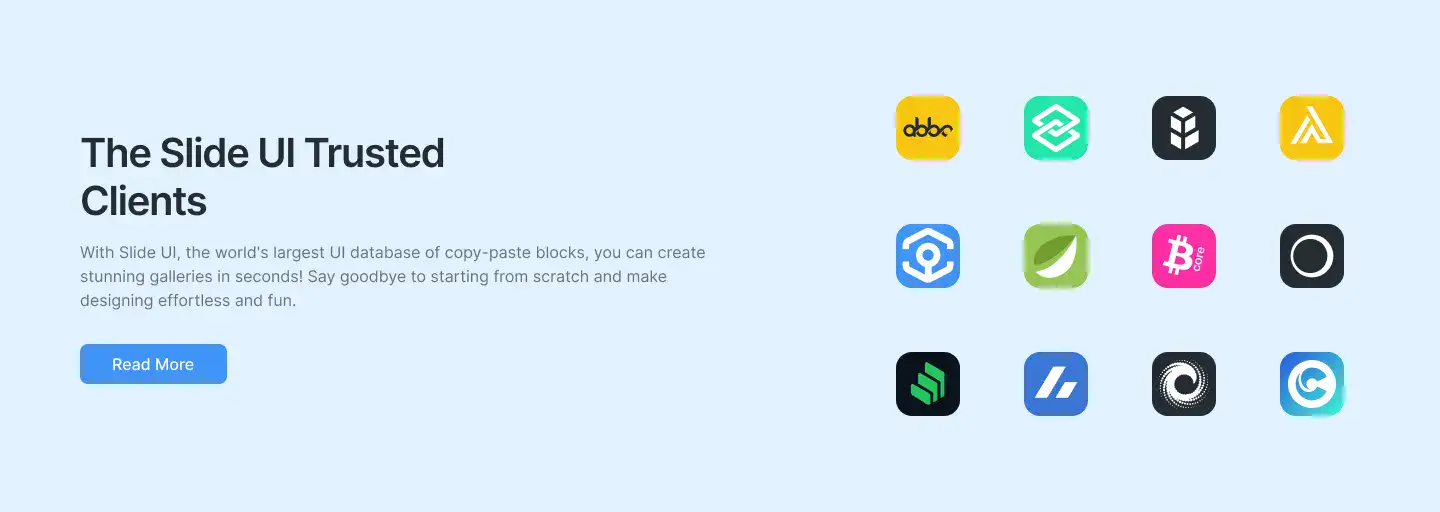 The Slide UI Trusted
Clients
With Slide UI, the world's largest UI database of copy-paste blocks, you can create
stunning galleries in seconds! Say goodbye to starting from scratch and make
designing effortless and fun.
Read More
abbc
core